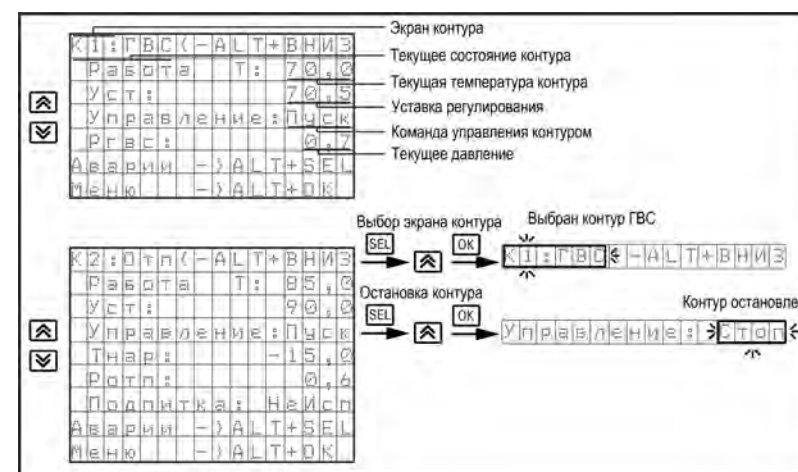 Экран контура
К1:ГВС(-ALT+ВНИЗ
Текущее состояние контура
Работа Т: 70,0
Текущая температура контура
Уст: 70,5
Уставка регулирования
Управление:Пуск
Команда управления контуром
Ргвс: 0,7
Текущее давление
Аварии -)ALT+SEL
Меню -)ALT+OK
Выбор экрана контура
Выбран контур ГВС
SEL
OK
К2:Отп(-ALT+ВНИЗ
К1:ГВС(-ALT+ВНИЗ
Работа Т: 85,0
Уст: 90,0
Остановка контура
Контур остановле
SEL
OK
Управление:Пуск
Управление:Стоп
Тнар: -15,0
Ротп: 0,6
Подпитка: НеИсп
Аварии -)ALT+SEL
Меню -)ALT+OK